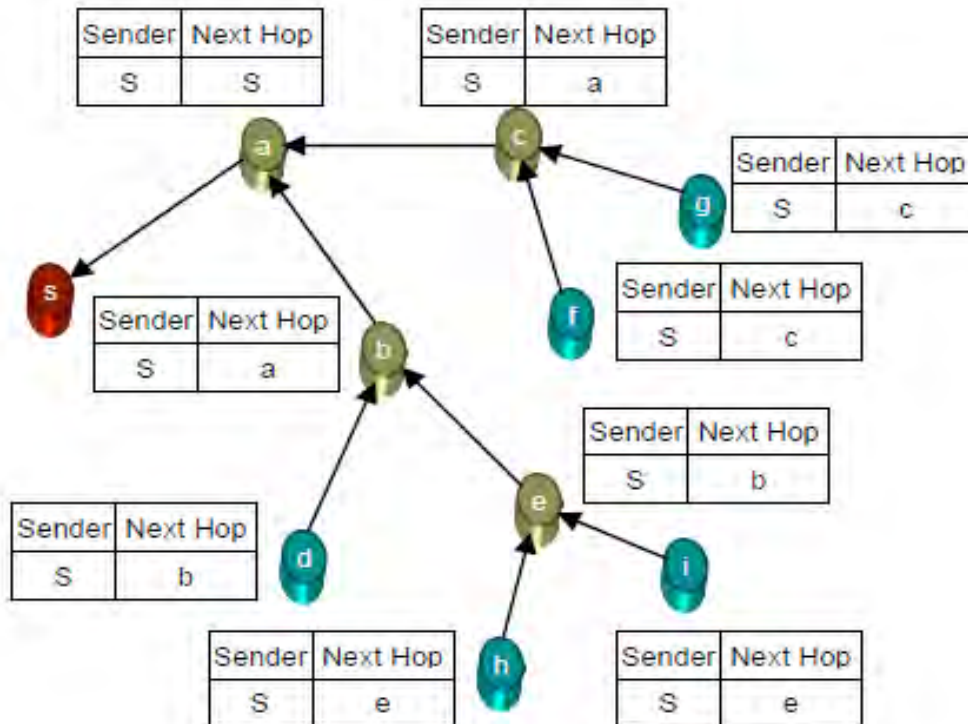 Sender Next Hop
S S
Sender Next Hop
S a
a
c
Sender Next Hop
S c
g
s
Sender Next Hop
S a
f
Sender Next Hop
S c
b
Sender Next Hop
S b
e
Sender Next Hop
S b
d
i
Sender Next Hop
S e
h
Sender Next Hop
S e